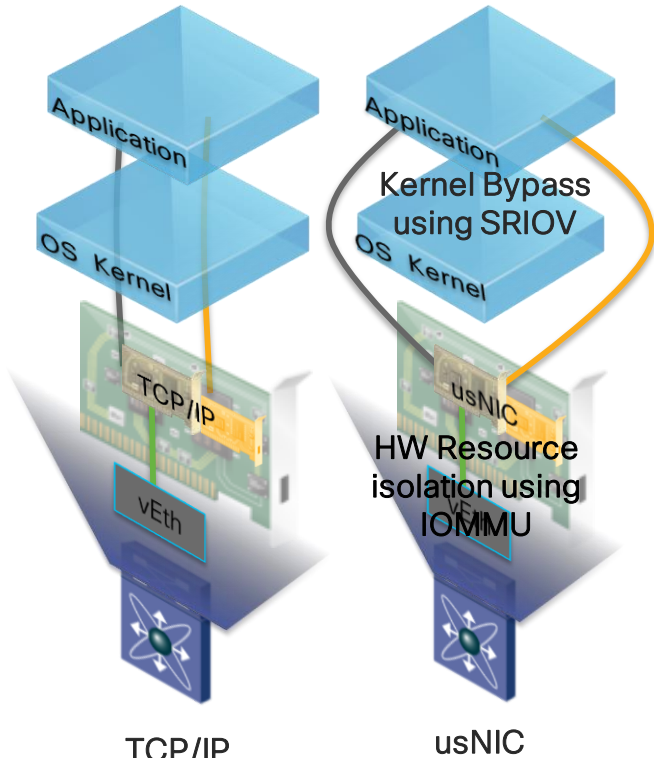 Application
OS Kernel
TCP/IP
vEth
TCP/IP
Application
Kernel Bypass
using SRIOV
OS Kernel
usNIC
HW Resource
isolation using
IOMMU
vEth
usNIC